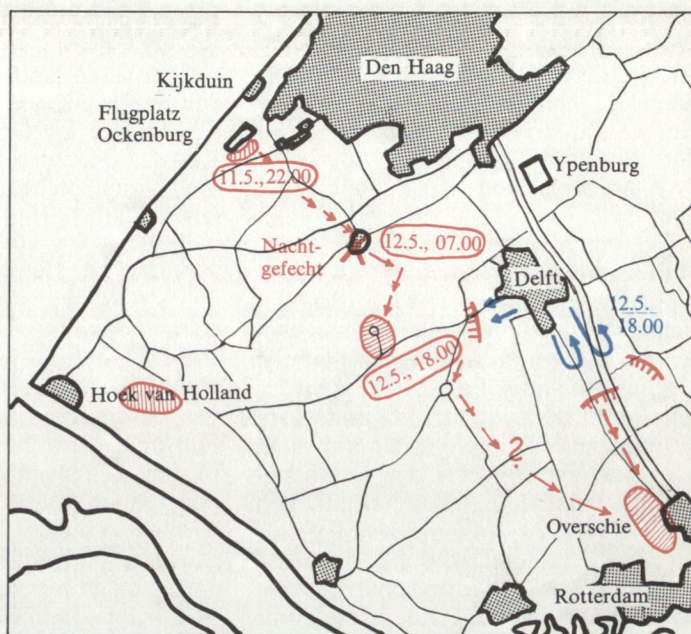 Den Haag
Kijkduin
Flugplatz
Ockenburg
11.5., 22.00
Ypenburg
Nacht-
gefecht
12.5., 07.00
Delft
12.5.
18.00
12.5., 18.00
Hoek van Holland
?
Overschie
Rotterdam